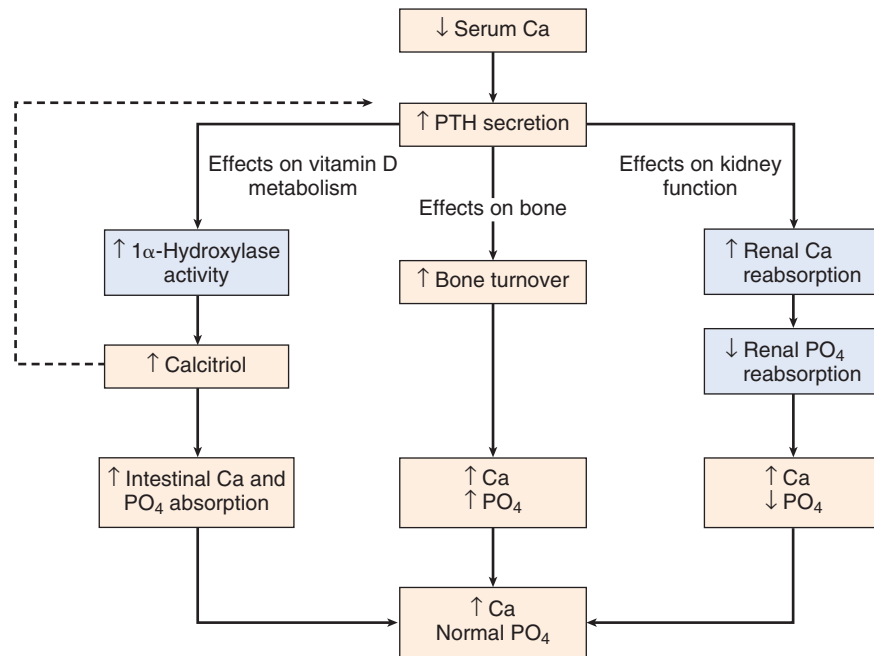 ↓ Serum Ca
↑ PTH secretion
Effects on vitamin D
metabolism
Effects on bone
Effects on kidney
function
↑ 1α-Hydroxylase
activity
↑ Bone turnover
↑ Renal Ca
reabsorption
↑ Calcitriol
↓ Renal PO₄
reabsorption
↑ Intestinal Ca and
PO₄ absorption
↑ Ca
↑ PO₄
↑ Ca
↓ PO₄
↑ Ca
Normal PO₄